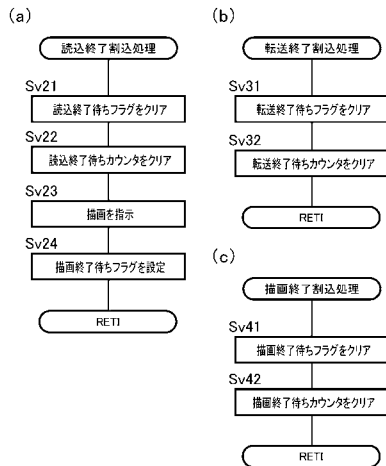 (a)
読込終了割込処理
Sv21
読込終了待ちフラグをクリア
Sv22
読込終了待ちカウンタをクリア
Sv23
描画を指示
Sv24
描画終了待ちフラグを設定
RETI
(b)
転送終了割込処理
Sv31
転送終了待ちフラグをクリア
Sv32
転送終了待ちカウンタをクリア
RETI
(c)
描画終了割込処理
Sv41
描画終了待ちフラグをクリア
Sv42
描画終了待ちカウンタをクリア
RETI